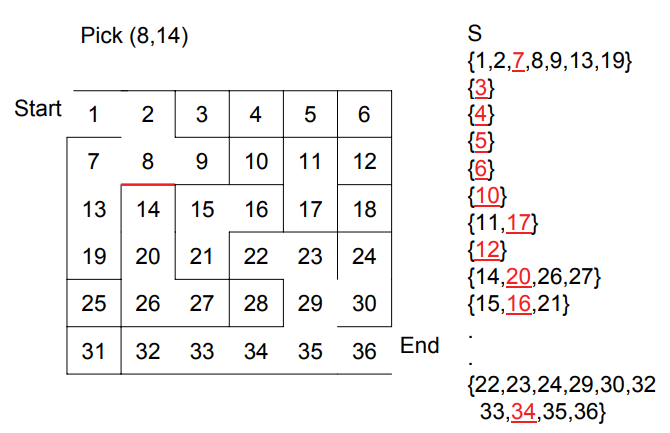 Pick (8,14)
S
{1,2,7,8,9,13,19}
{3}
{4}
{5}
{6}
{10}
{11,17}
{12}
{14,20,26,27}
{15,16,21}
.
.
{22,23,24,29,30,32
33,34,35,36}
Start
1 2 3 4 5 6
7 8 9 10 11 12
13 14 15 16 17 18
19 20 21 22 23 24
25 26 27 28 29 30
31 32 33 34 35 36
End